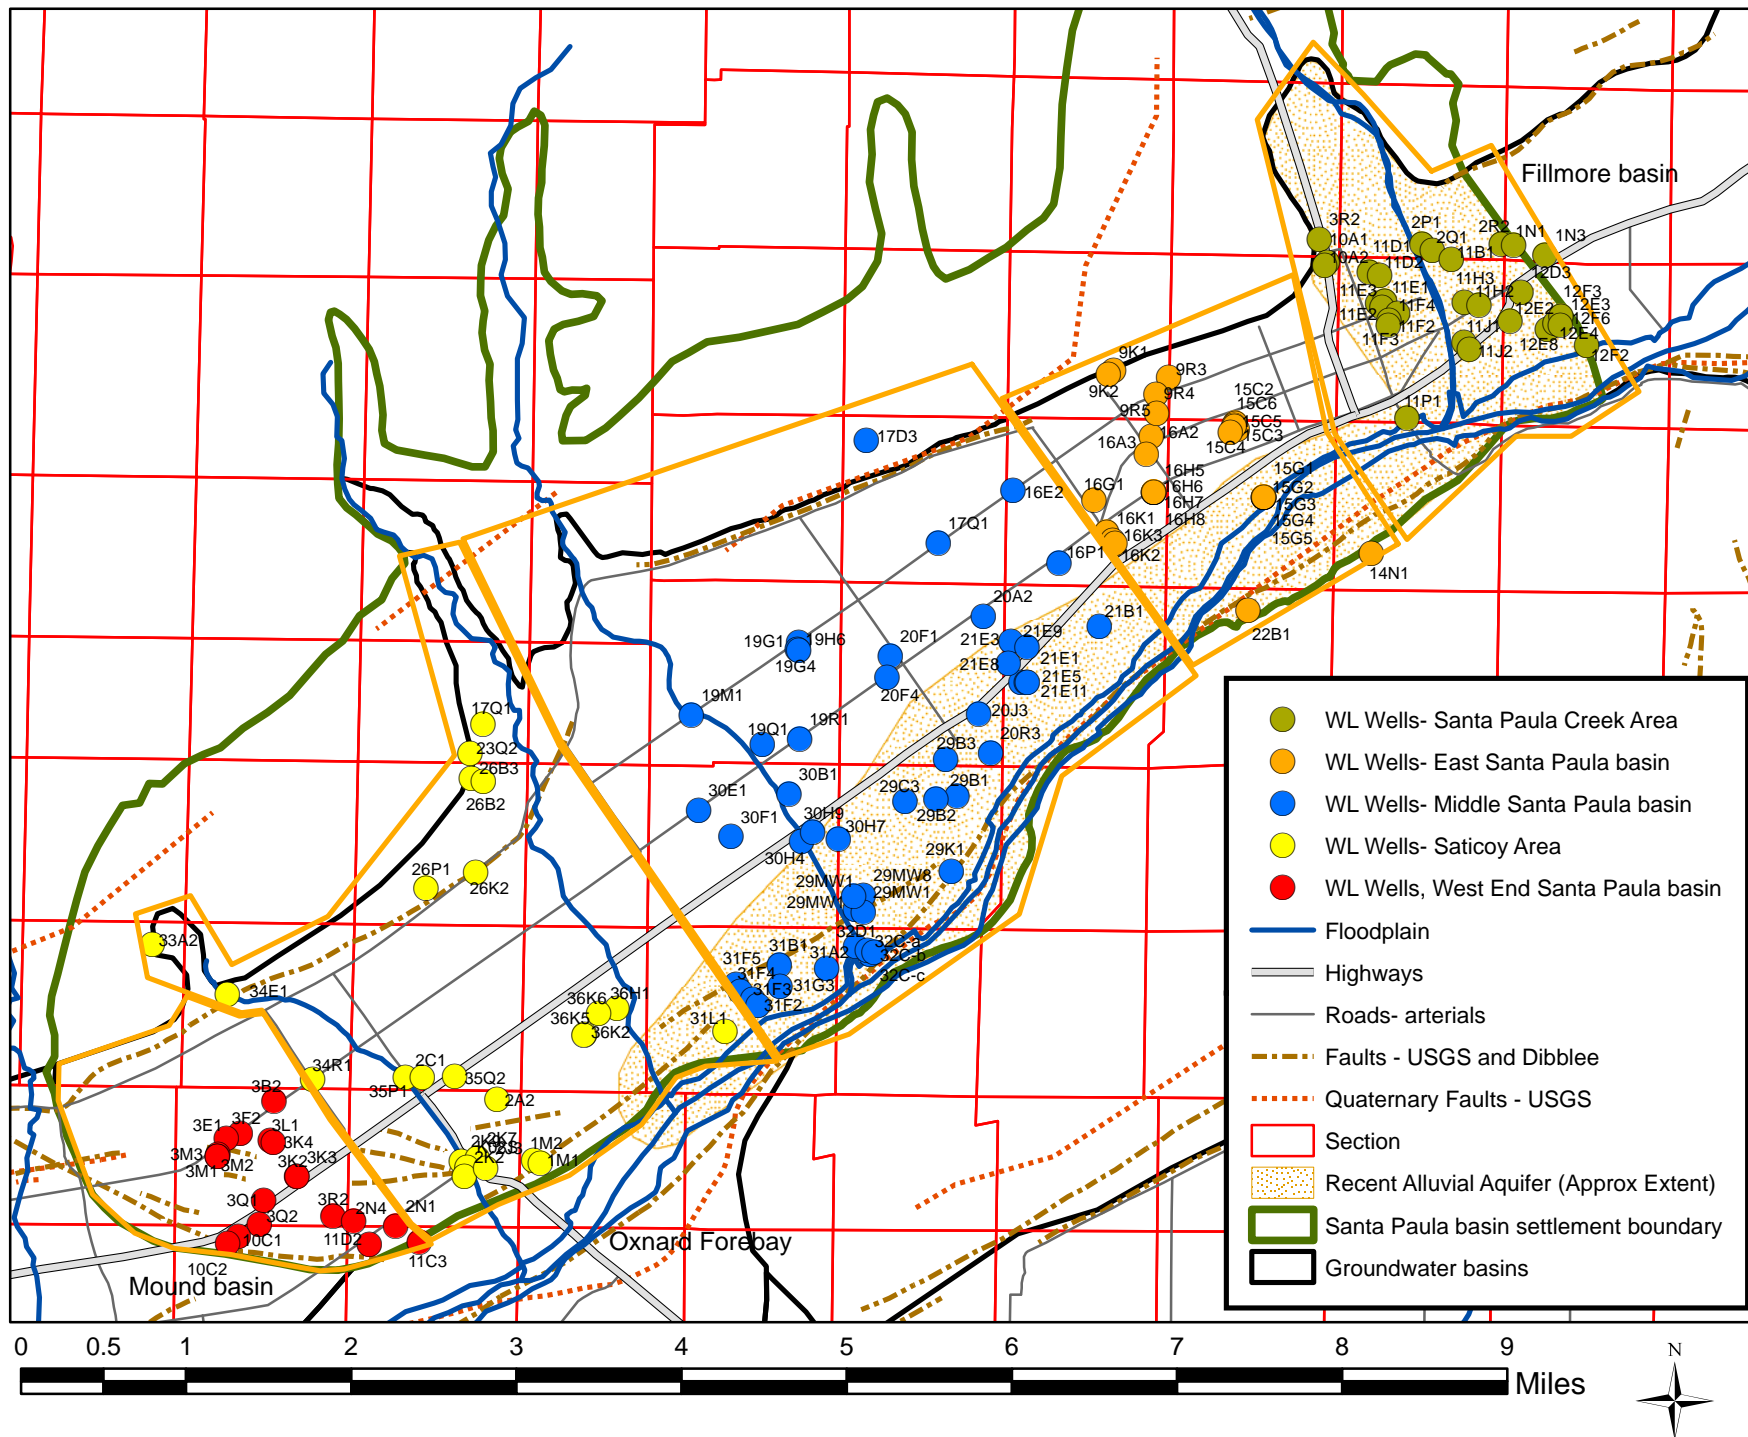 Fillmore basin
3R2
2P1
2R2
1N1
1N3
10A1
11D1
2Q1
11B1
10A2
11D2
12D3
11H3
11E3
11E1
11H2
12F3
11F4
12E2
12E3
11E2
11F2
12F6
11F3
11J1
12E4
11J2
12E8
12F2
9K1
9R3
9K2
9R4
15C2
15C6
9R5
11P1
15C5
17D3
16A3
16A2
15C3
15C4
16H5
15G1
16G1
16H6
15G2
16E2
16H7
15G3
16H8
15G4
16K1
15G5
17Q1
16K3
16P1
16K2
14N1
20A2
21B1
22B1
19G1
19H6
20F1
21E3
21E9
19G4
21E8
21E1
20F4
21E5
21E11
19M1
17Q1
19R1
20J3
19Q1
23Q2
29B3
20R3
26B3
30B1
29B1
26B2
30E1
29C3
30F1
30H9
29B2
30H7
30H4
29K1
26P1
26K2
29MW1
29MW8
29MW1
29MW1
33A2
32D1
32C-a
31B1
31A2
32C-b
31F5
32C-c
31F4
34E1
36K6
36H1
31F3
31G3
31F2
36K5
36K2
31L1
34R1
2C1
35P1
35Q2
3B2
2A2
3E1
3F2
3L1
2K7
3K4
1M2
3M3
3K3
3M1
3M2
3K2
2K2
1M1
3Q1
3R2
2N4
2N1
3Q2
10C1
11D2
10C2
11C3
Oxnard Forebay
Mound basin
WL Wells- Santa Paula Creek Area
WL Wells- East Santa Paula basin
WL Wells- Middle Santa Paula basin
WL Wells- Saticoy Area
WL Wells, West End Santa Paula basin
Floodplain
Highways
Roads- arterials
Faults - USGS and Dibblee
Quaternary Faults - USGS
Section
Recent Alluvial Aquifer (Approx Extent)
Santa Paula basin settlement boundary
Groundwater basins
0 0.5 1 2 3 4 5 6 7 8 9
Miles
N